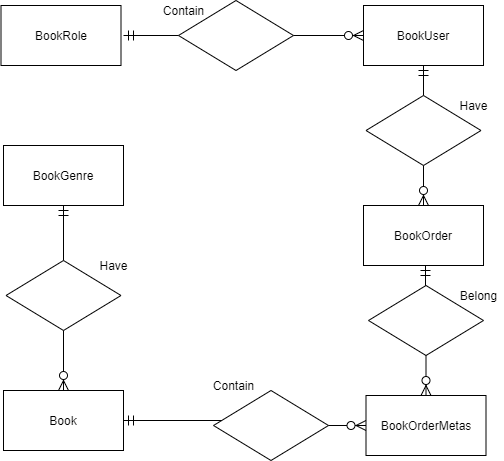 Contain
BookRole
BookUser
Have
BookGenre
BookOrder
Have
Belong
Contain
Book
BookOrderMetas